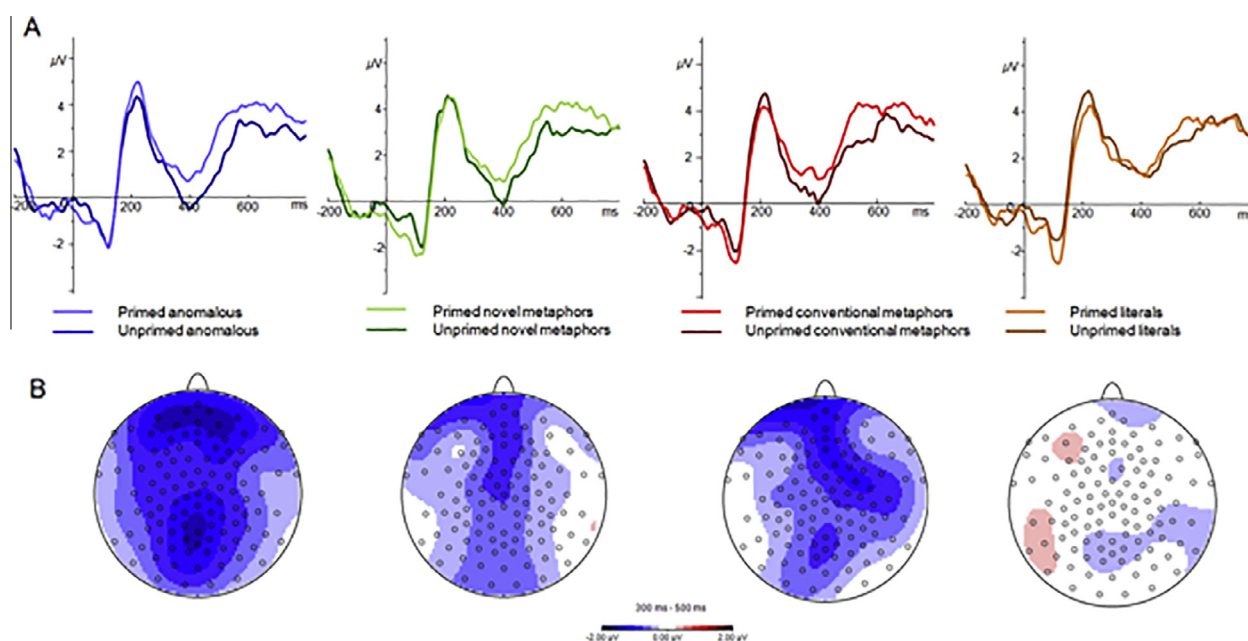 A
µV µV µV µV
4 4 4 4
2 2 2 2
-200 200 400 600 ms -200 200 400 600 ms -200 200 400 600 ms -200 200 400 600 ms
-2 -2 -2 -2
Primed anomalous Primed novel metaphors Primed conventional metaphors Primed literals
Unprimed anomalous Unprimed novel metaphors Unprimed conventional metaphors Unprimed literals
B
300 ms - 500 ms
-2.00 µV 0.00 µV 2.00 µV